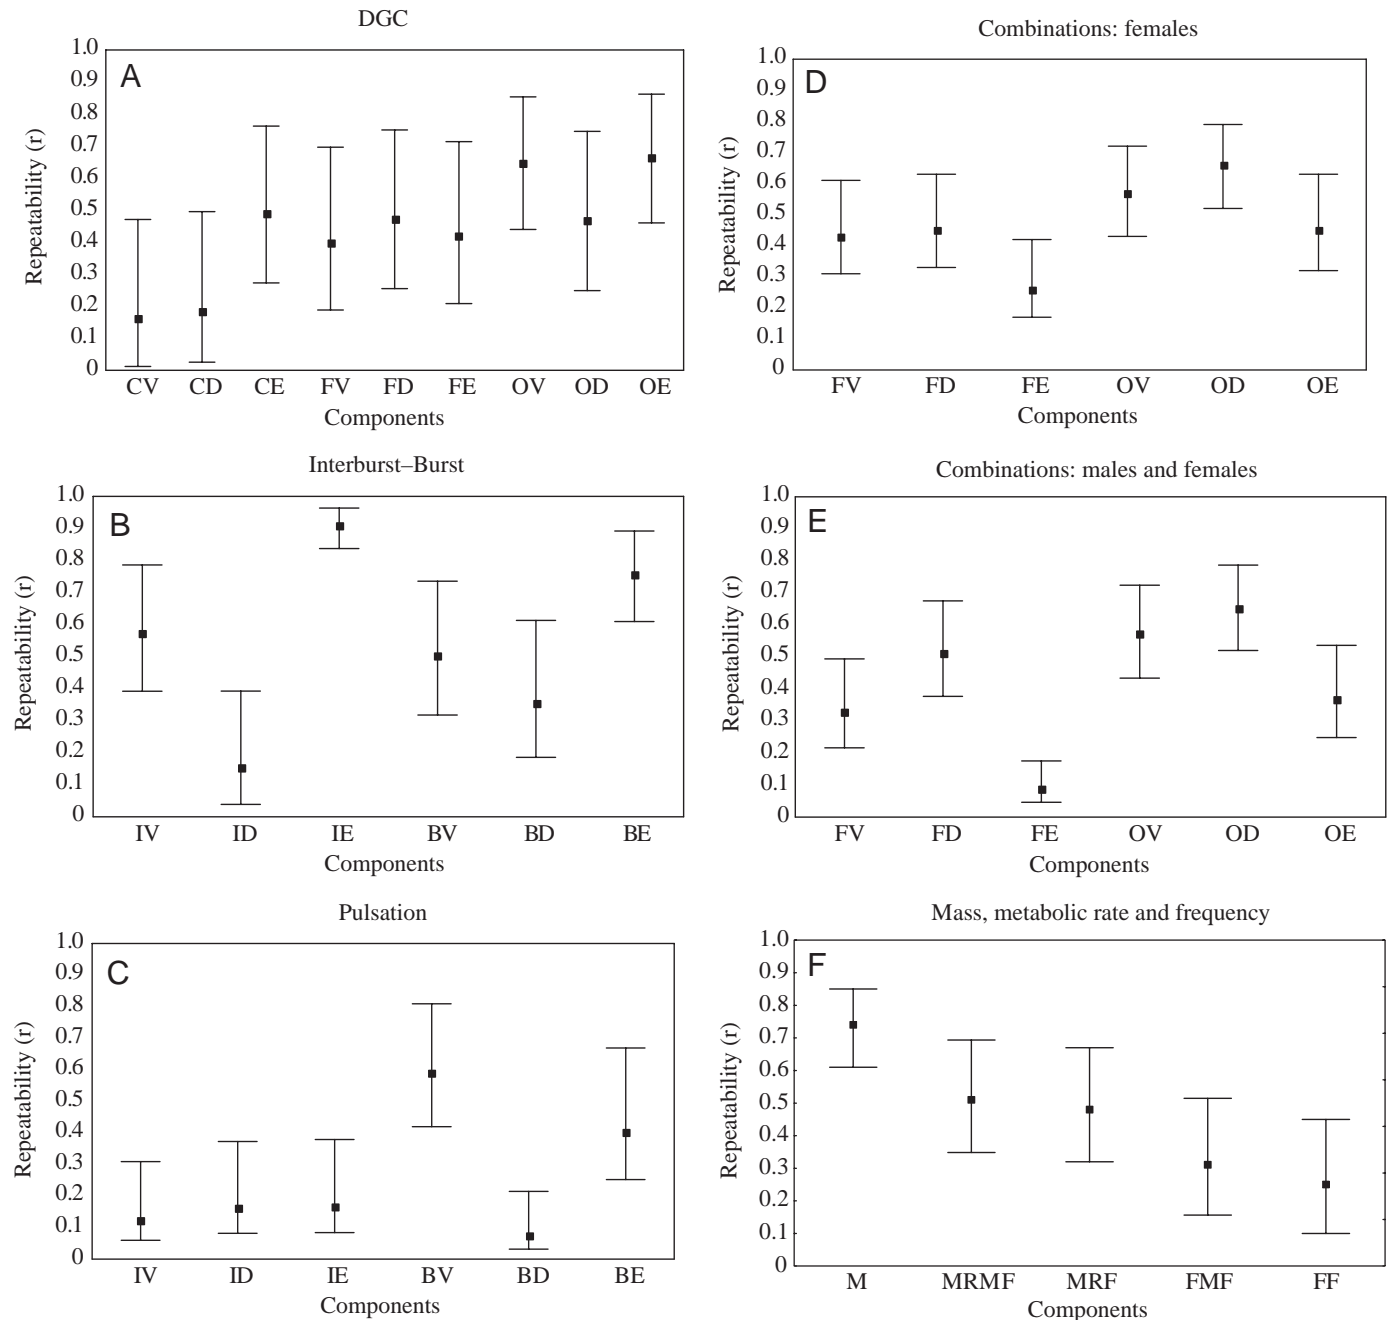 DGC
A
Repeatability (r)
1.0
0.9
0.8
0.7
0.6
0.5
0.4
0.3
0.2
0.1
0
CV CD CE FV FD FE OV OD OE
Components
Combinations: females
D
Repeatability (r)
1.0
0.9
0.8
0.7
0.6
0.5
0.4
0.3
0.2
0.1
0
FV FD FE OV OD OE
Components
Interburst–Burst
B
Repeatability (r)
1.0
0.9
0.8
0.7
0.6
0.5
0.4
0.3
0.2
0.1
0
IV ID IE BV BD BE
Components
Combinations: males and females
E
Repeatability (r)
1.0
0.9
0.8
0.7
0.6
0.5
0.4
0.3
0.2
0.1
0
FV FD FE OV OD OE
Components
Pulsation
C
Repeatability (r)
1.0
0.9
0.8
0.7
0.6
0.5
0.4
0.3
0.2
0.1
0
IV ID IE BV BD BE
Components
Mass, metabolic rate and frequency
F
Repeatability (r)
1.0
0.9
0.8
0.7
0.6
0.5
0.4
0.3
0.2
0.1
0
M MRMF MRF FMF FF
Components